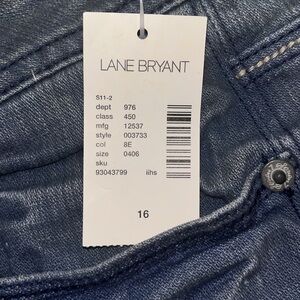 LANE BRYANT
S11-2
dept 976
class 450
mfg 12537
style 003733
col 8E
size 0406
sku
93043799 iihs
16